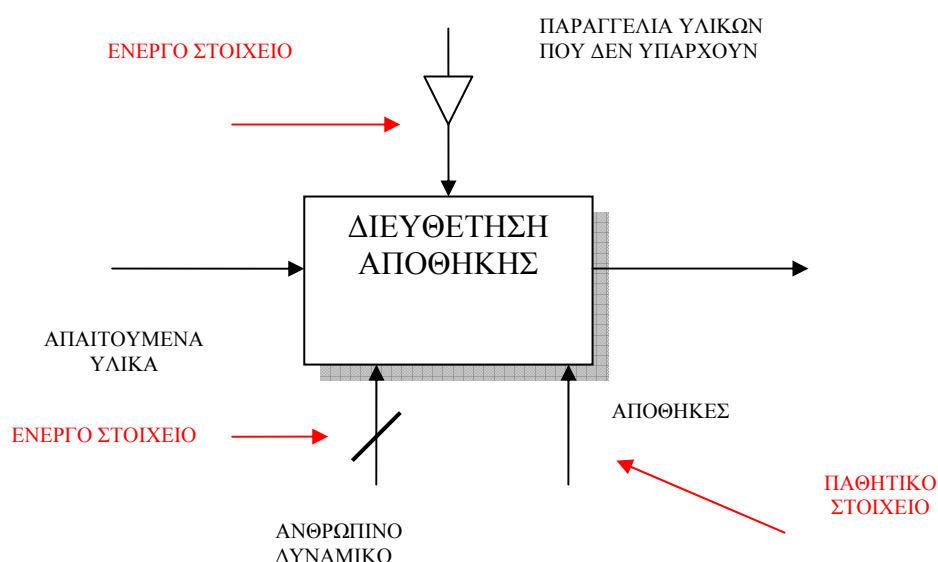 ΕΝΕΡΓΟ ΣΤΟΙΧΕΙΟ
ΠΑΡΑΓΓΕΛΙΑ ΥΛΙΚΩΝ
ΠΟΥ ΔΕΝ ΥΠΑΡΧΟΥΝ
ΔΙΕΥΘΕΤΗΣΗ
ΑΠΟΘΗΚΗΣ
ΑΠΑΙΤΟΥΜΕΝΑ
ΥΛΙΚΑ
ΕΝΕΡΓΟ ΣΤΟΙΧΕΙΟ
ΑΠΟΘΗΚΕΣ
ΠΑΘΗΤΙΚΟ
ΣΤΟΙΧΕΙΟ
ΑΝΘΡΩΠΙΝΟ
ΔΥΝΑΜΙΚΟ